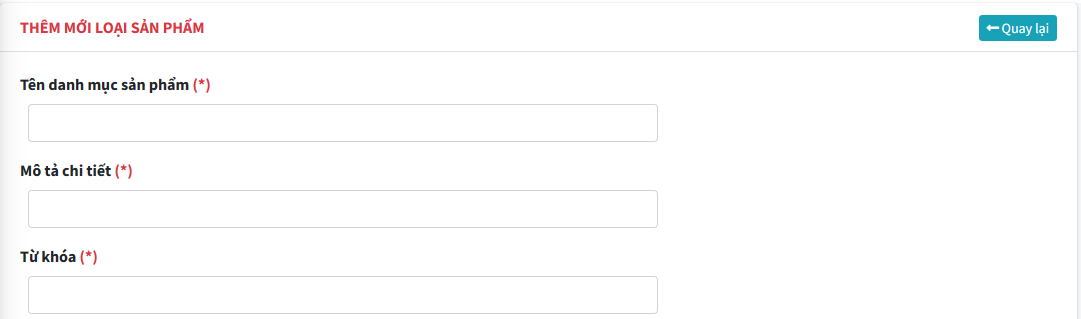 THÊM MỚI LOẠI SẢN PHẨM
Quay lại
Tên danh mục sản phẩm (*)
Mô tả chi tiết (*)
Từ khóa (*)